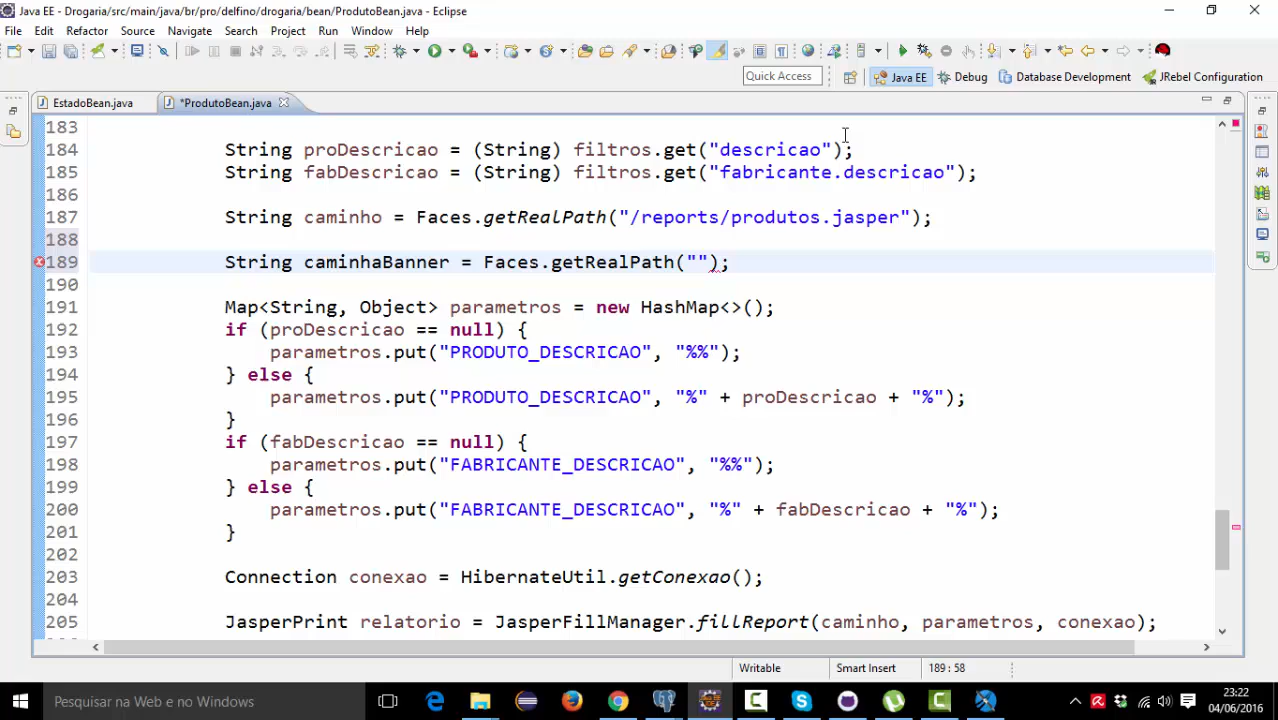 Java EE - Drogaria/src/main/java/br/pro/delfino/drogaria/bean/ProdutoBean.java - Eclipse
File Edit Refactor Source Navigate Search Project Run Window Help
Quick Access
Java EE Debug Database Development JRebel Configuration
EstadoBean.java *ProdutoBean.java
183
184 String proDescricao = (String) filtros.get("descricao");
185 String fabDescricao = (String) filtros.get("fabricante.descricao");
186
187 String caminho = Faces.getRealPath("/reports/produtos.jasper");
188
189 String caminhaBanner = Faces.getRealPath("");
190
191 Map<String, Object> parametros = new HashMap<>();
192 if (proDescricao == null) {
193 parametros.put("PRODUTO_DESCRICAO", "%%");
194 } else {
195 parametros.put("PRODUTO_DESCRICAO", "%" + proDescricao + "%");
196 }
197 if (fabDescricao == null) {
198 parametros.put("FABRICANTE_DESCRICAO", "%%");
199 } else {
200 parametros.put("FABRICANTE_DESCRICAO", "%" + fabDescricao + "%");
201 }
202
203 Connection conexao = HibernateUtil.getConexao();
204
205 JasperPrint relatorio = JasperFillManager.fillReport(caminho, parametros, conexao);
Writable Smart Insert 189 : 58
Pesquisar na Web e no Windows
23:22
04/06/2016